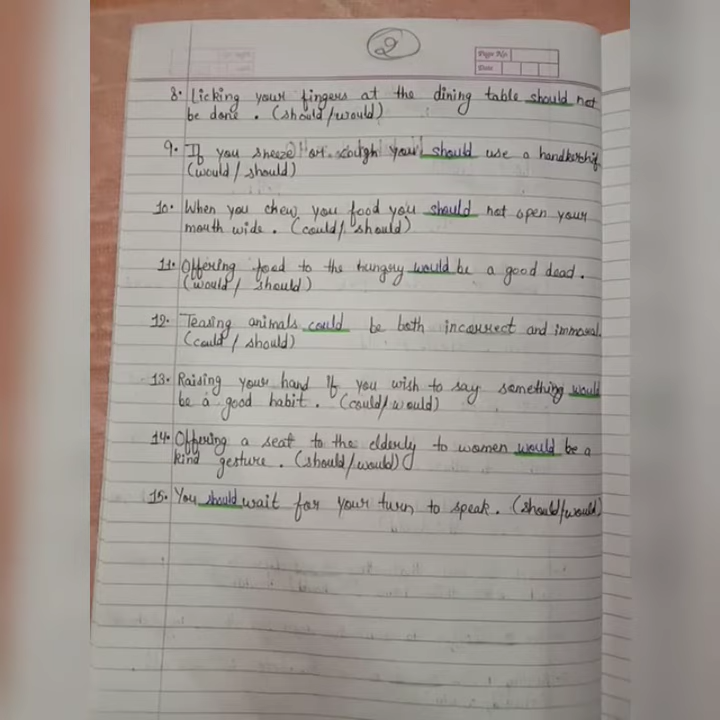 2
Page No.
Date
8. Licking your fingers at the dining table should not
be done. (should/would)
9. If you sneeze or cough you should use a handkerchif
(would/should)
10. When you chew you food you should not open your
mouth wide. (could/should)
11. Offering food to the hungry would be a good dead.
(would/should)
12. Teasing animals could be both incorrect and immoral.
(could/should)
13. Raising your hand If you wish to say something would
be a good habit. (could/would)
14. Offering a seat to the elderly to women would be a
kind gesture. (should/would)
15. You should wait for your turn to speak. (should/would)